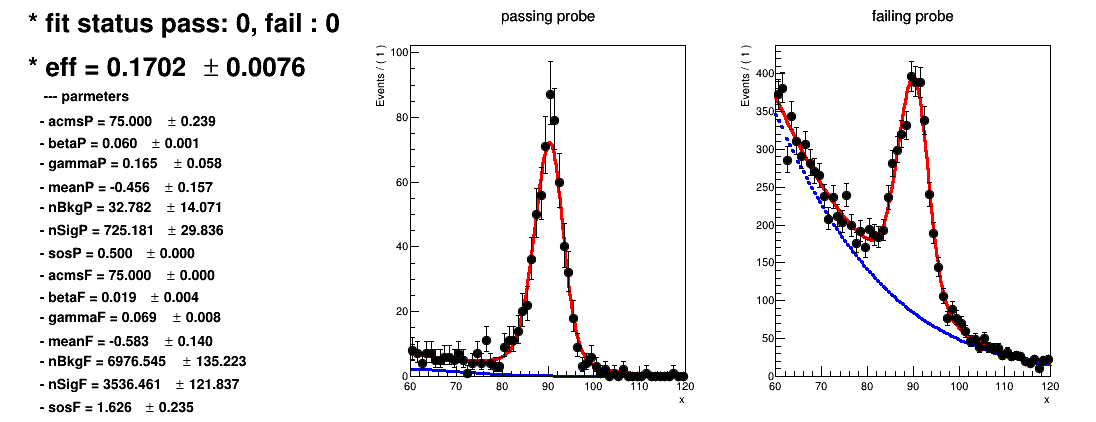 * fit status pass: 0, fail : 0
* eff = 0.1702 ± 0.0076
--- parmeters
- acmsP = 75.000 ± 0.239
- betaP = 0.060 ± 0.001
- gammaP = 0.165 ± 0.058
- meanP = -0.456 ± 0.157
- nBkgP = 32.782 ± 14.071
- nSigP = 725.181 ± 29.836
- sosP = 0.500 ± 0.000
- acmsF = 75.000 ± 0.000
- betaF = 0.019 ± 0.004
- gammaF = 0.069 ± 0.008
- meanF = -0.583 ± 0.140
- nBkgF = 6976.545 ± 135.223
- nSigF = 3536.461 ± 121.837
- sosF = 1.626 ± 0.235
passing probe
Events / ( 1 )
100
80
60
40
20
0
60 70 80 90 100 110 120
x
failing probe
Events / ( 1 )
400
350
300
250
200
150
100
50
0
60 70 80 90 100 110 120
x